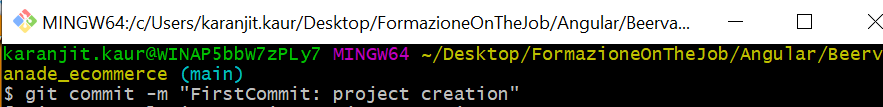 MINGW64:/c/Users/karanjit.kaur/Desktop/FormazioneOnTheJob/Angular/Beerva...
karanjit.kaur@WINAP5bbW7zPLy7 MINGW64 ~/Desktop/FormazioneOnTheJob/Angular/Beerv
anade_ecommerce (main)
$ git commit -m "FirstCommit: project creation"